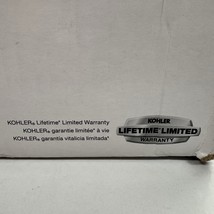 KOHLER® Lifetime* Limited Warranty
KOHLER® garantie limitée* à vie
KOHLER® garantía vitalicia limitada*
KOHLER
LIFETIME LIMITED
WARRANTY